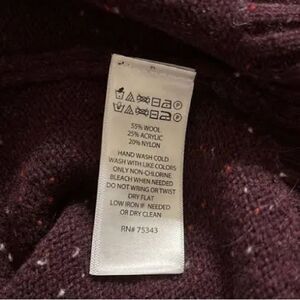 55% WOOL
25% ACRYLIC
20% NYLON
HAND WASH COLD
WASH WITH LIKE COLORS
ONLY NON-CHLORINE
BLEACH WHEN NEEDED
DO NOT WRING OR TWIST
DRY FLAT
LOW IRON IF NEEDED
OR DRY CLEAN
RN# 75343